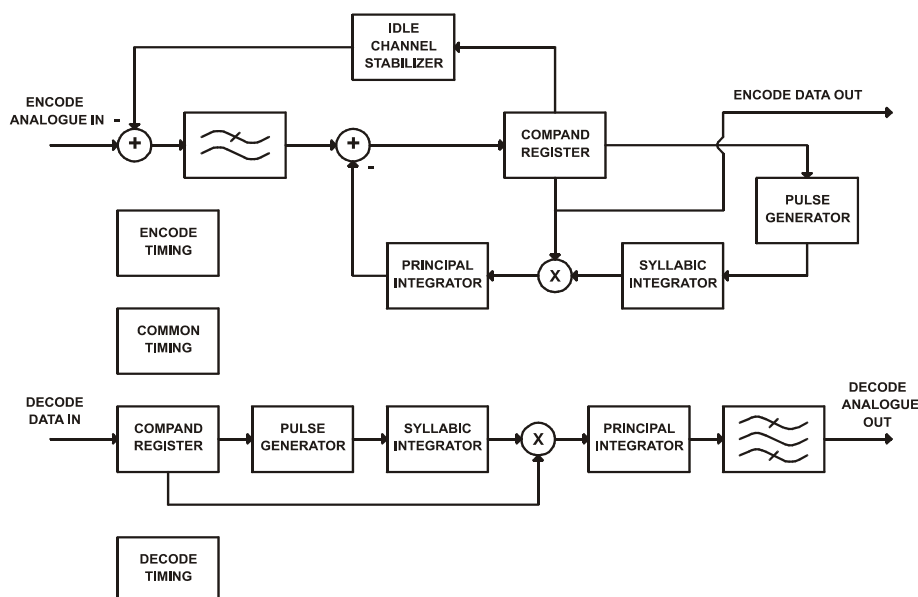 IDLE
CHANNEL
STABILIZER
ENCODE
ANALOGUE IN
-
+
+
-
COMPAND
REGISTER
ENCODE DATA OUT
PULSE
GENERATOR
ENCODE
TIMING
PRINCIPAL
INTEGRATOR
X
SYLLABIC
INTEGRATOR
COMMON
TIMING
DECODE
DATA IN
COMPAND
REGISTER
PULSE
GENERATOR
SYLLABIC
INTEGRATOR
X
PRINCIPAL
INTEGRATOR
DECODE
ANALOGUE
OUT
DECODE
TIMING